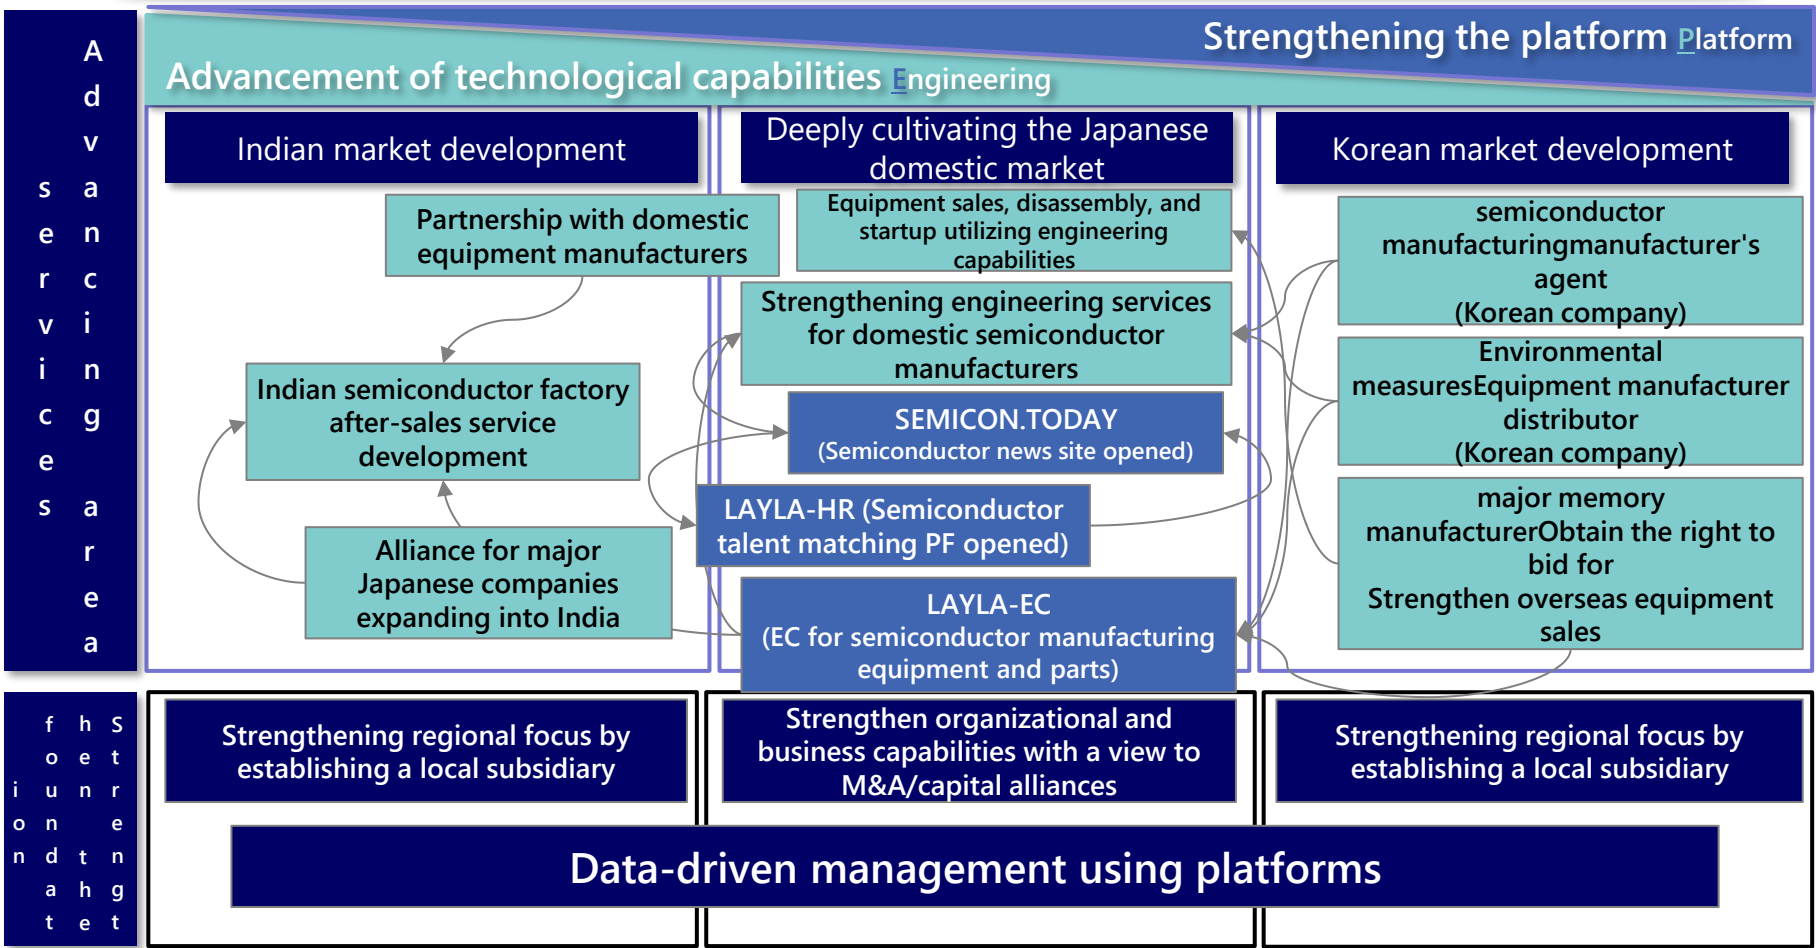 Strengthening the platform Platform
Advancement of technological capabilities Engineering
Advancing area
services
Indian market development
Partnership with domestic
equipment manufacturers
Indian semiconductor factory
after-sales service
development
Alliance for major
Japanese companies
expanding into India
Deeply cultivating the Japanese
domestic market
Equipment sales, disassembly, and
startup utilizing engineering
capabilities
Strengthening engineering services
for domestic semiconductor
manufacturers
SEMICON.TODAY
(Semiconductor news site opened)
LAYLA-HR (Semiconductor
talent matching PF opened)
LAYLA-EC
(EC for semiconductor manufacturing
equipment and parts)
Korean market development
semiconductor
manufacturingmanufacturer's
agent
(Korean company)
Environmental
measuresEquipment manufacturer
distributor
(Korean company)
major memory
manufacturerObtain the right to
bid for
Strengthen overseas equipment
sales
Strengt
hen the
foundat
ion
Strengthening regional focus by
establishing a local subsidiary
Strengthen organizational and
business capabilities with a view to
M&A/capital alliances
Strengthening regional focus by
establishing a local subsidiary
Data-driven management using platforms